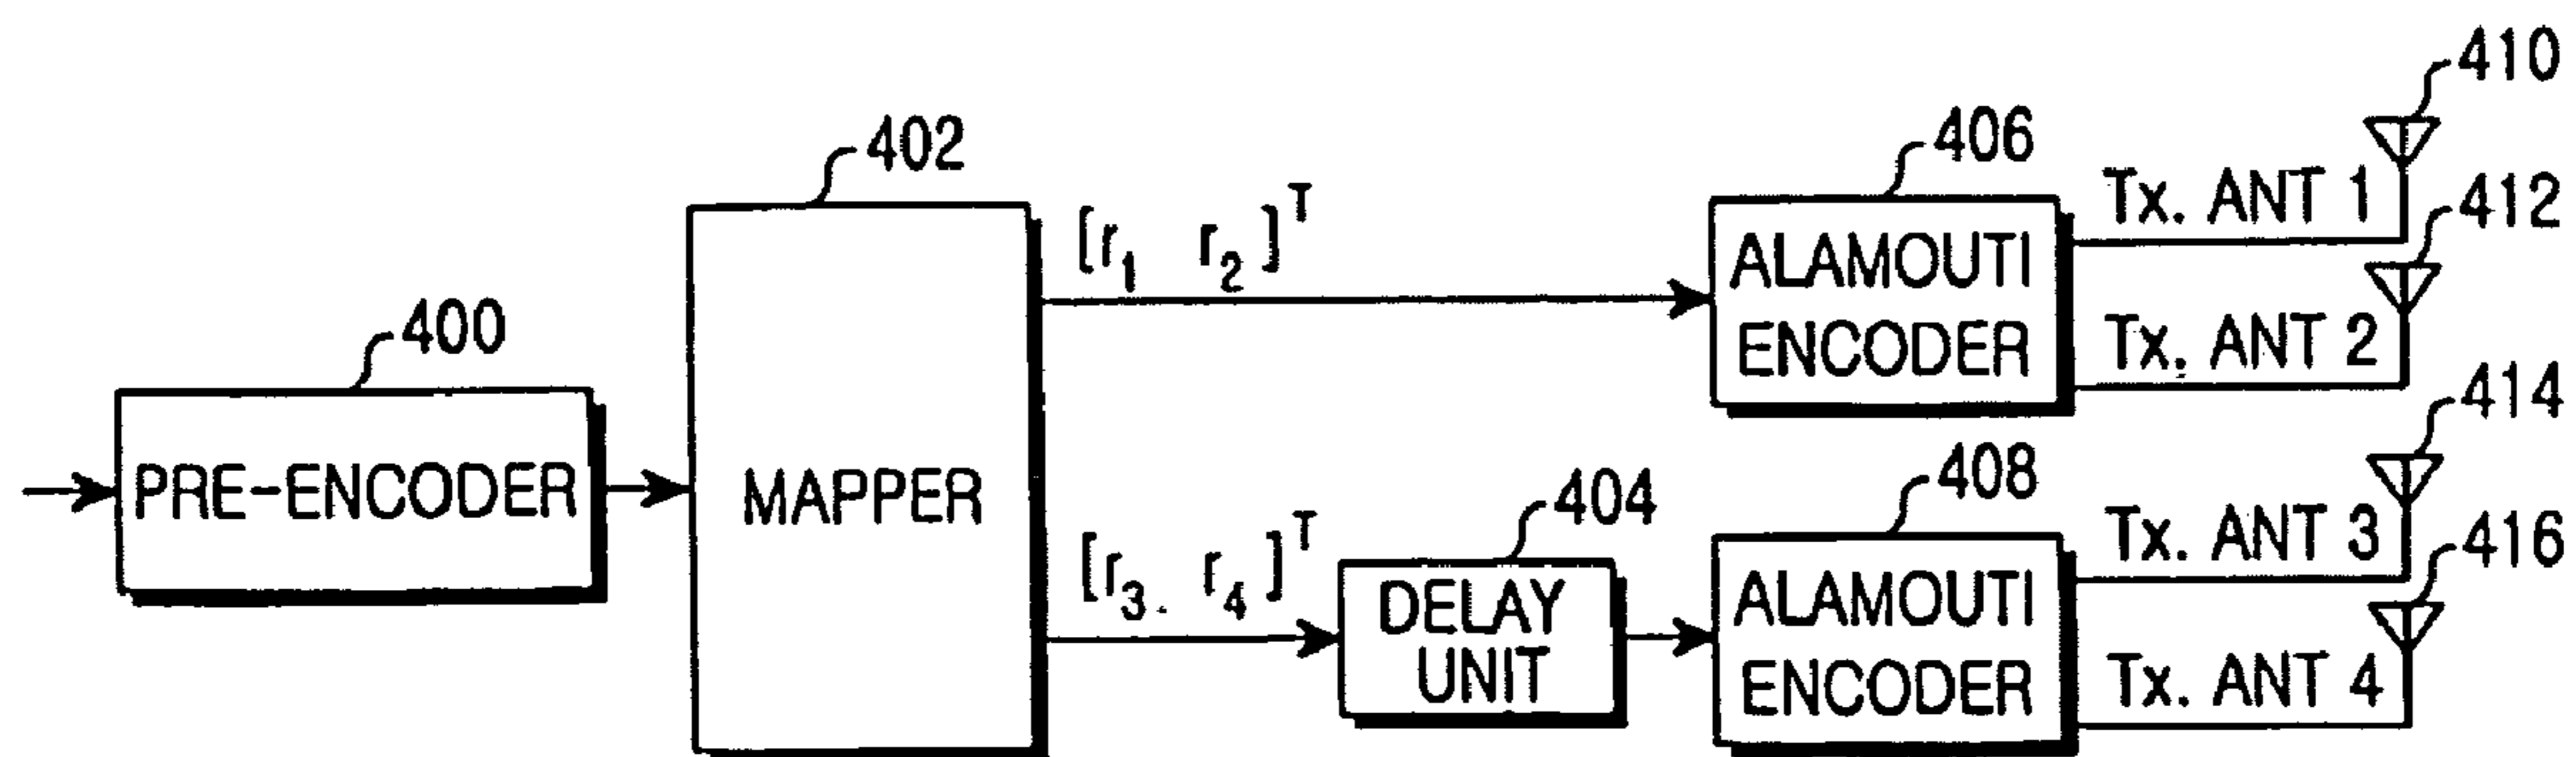 410
402
406
Tx. ANT 1
412
[r₁ r₂]ᵀ
ALAMOUTI
ENCODER
400
Tx. ANT 2
414
PRE-ENCODER
MAPPER
404
408
Tx. ANT 3
416
[r₃. r₄]ᵀ
DELAY
UNIT
ALAMOUTI
ENCODER
Tx. ANT 4